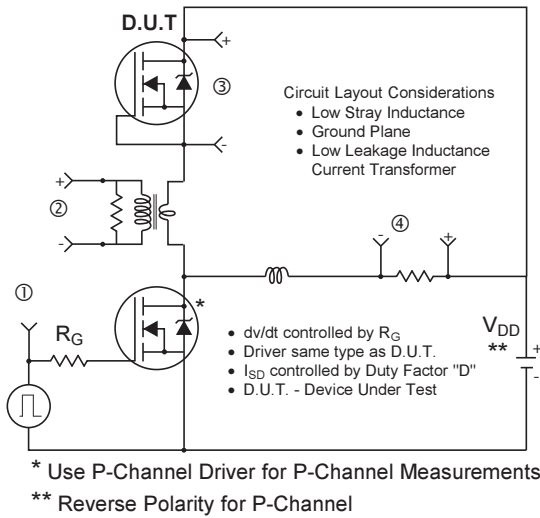 D.U.T.
+
③
-
Circuit Layout Considerations
• Low Stray Inductance
• Ground Plane
• Low Leakage Inductance
Current Transformer
+
②
-
④
-
+
①
*
R_G
• dv/dt controlled by R_G
• Driver same type as D.U.T.
• I_SD controlled by Duty Factor "D"
• D.U.T. - Device Under Test
V_DD
**
+
-
* Use P-Channel Driver for P-Channel Measurements
** Reverse Polarity for P-Channel